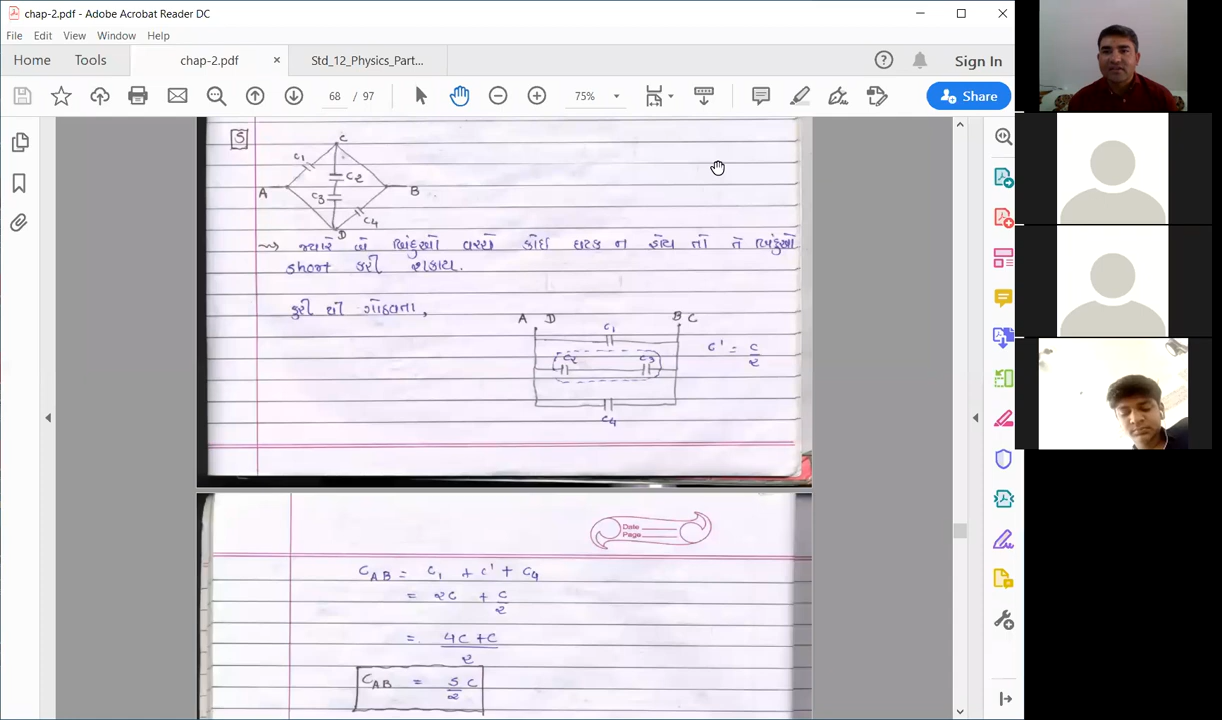 chap-2.pdf - Adobe Acrobat Reader DC
File Edit View Window Help
Home Tools chap-2.pdf × Std_12_Physics_Part... Sign In
68 / 97 75% Share
5
C
C1
C2
A B
C3
C4
D
જ્યારે બે બિંદુઓ વચ્ચે કોઈ ઘટક ન હોય તો તે બિંદુઓ
short કરી શકાય.
ફરી થી ગોઠવતા,
A D B C
C1
C2 C3 C' = C/2
C4
Date
Page
CAB = C1 + C' + C4
= 2C + C/2
= 4C + C / 2
CAB = 5/2 C